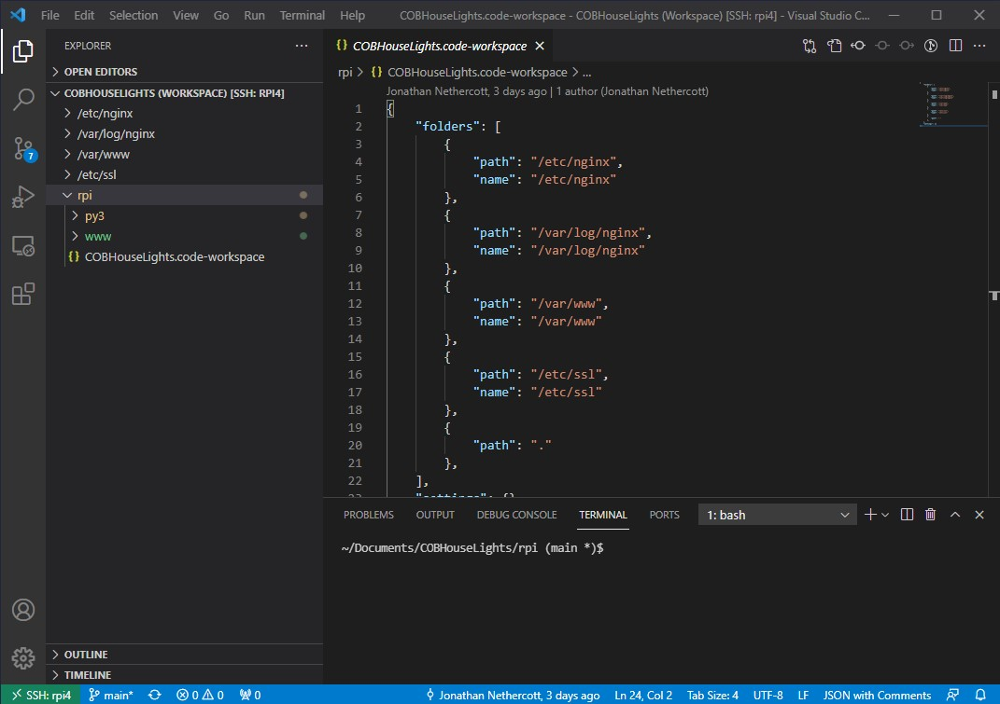 File Edit Selection View Go Run Terminal Help COBHouseLights.code-workspace - COBHouseLights (Workspace) [SSH: rpi4] - Visual Studio C...
EXPLORER
OPEN EDITORS
COBHOUSELIGHTS (WORKSPACE) [SSH: RPI4]
/etc/nginx
/var/log/nginx
/var/www
/etc/ssl
rpi
py3
www
{} COBHouseLights.code-workspace
7
OUTLINE
TIMELINE
{} COBHouseLights.code-workspace
rpi > {} COBHouseLights.code-workspace > ...
Jonathan Nethercott, 3 days ago | 1 author (Jonathan Nethercott)
1 {
2 "folders": [
3 {
4 "path": "/etc/nginx",
5 "name": "/etc/nginx"
6 },
7 {
8 "path": "/var/log/nginx",
9 "name": "/var/log/nginx"
10 },
11 {
12 "path": "/var/www",
13 "name": "/var/www"
14 },
15 {
16 "path": "/etc/ssl",
17 "name": "/etc/ssl"
18 },
19 {
20 "path": "."
21 },
22 ],
23 "settings": {}
PROBLEMS OUTPUT DEBUG CONSOLE TERMINAL PORTS 1: bash
~/Documents/COBHouseLights/rpi (main *)$
SSH: rpi4 main* 0 0 0 Jonathan Nethercott, 3 days ago Ln 24, Col 2 Tab Size: 4 UTF-8 LF JSON with Comments